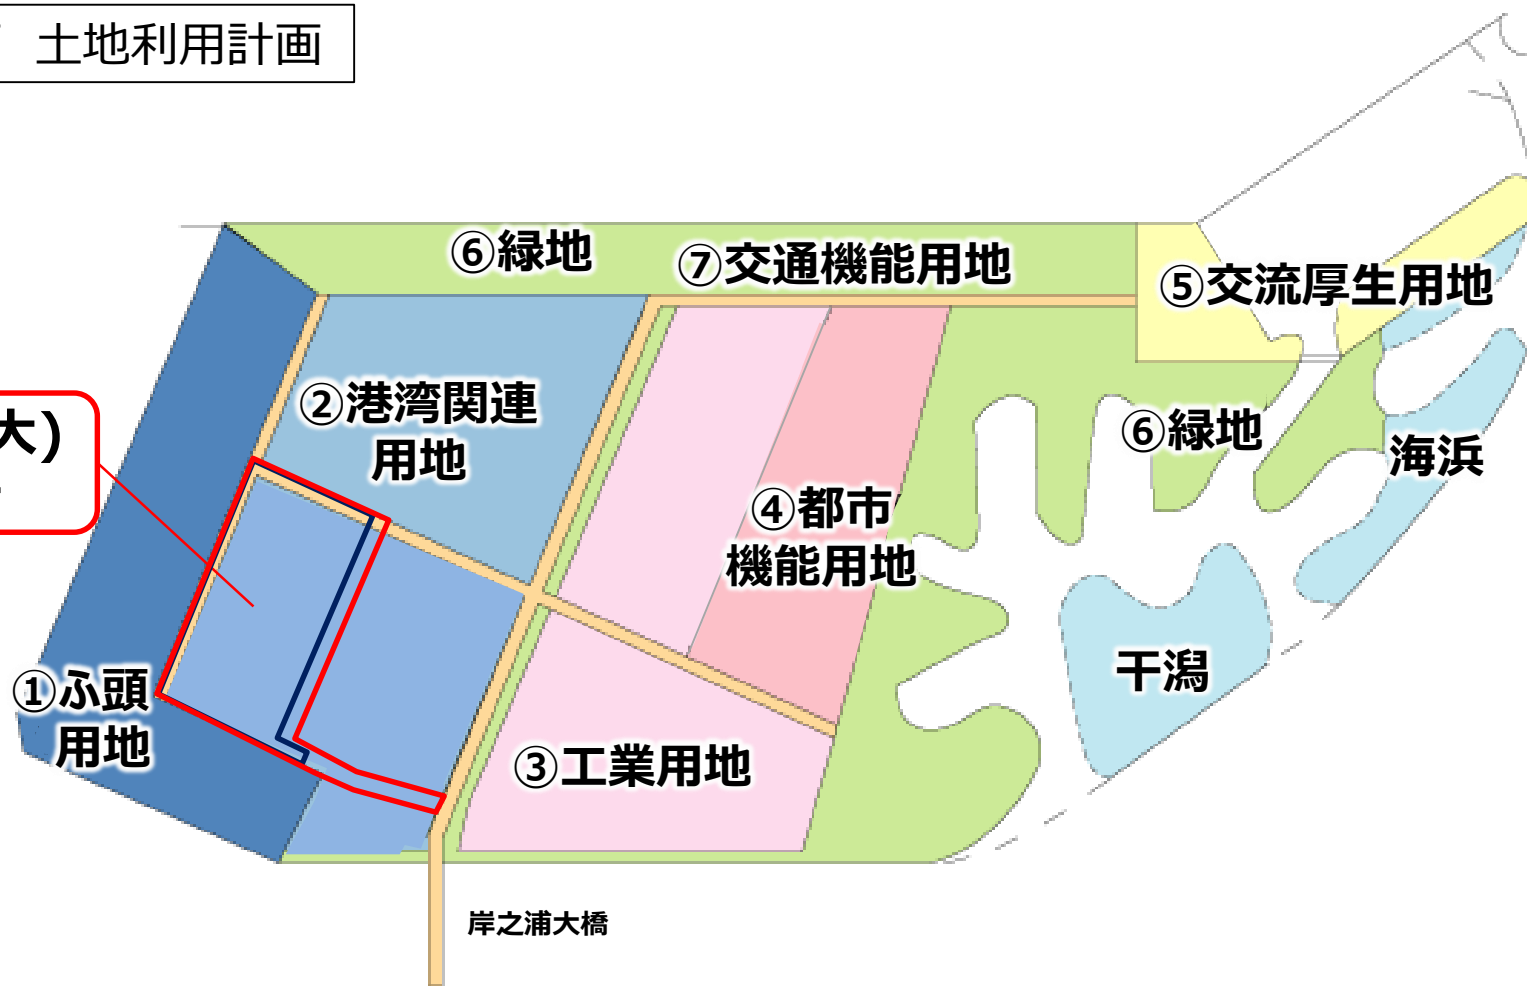 土地利用計画
⑥緑地
⑦交通機能用地
⑤交流厚生用地
②港湾関連
用地
大)
⑥緑地
海浜
④都市
機能用地
干潟
①ふ頭
用地
③工業用地
岸之浦大橋